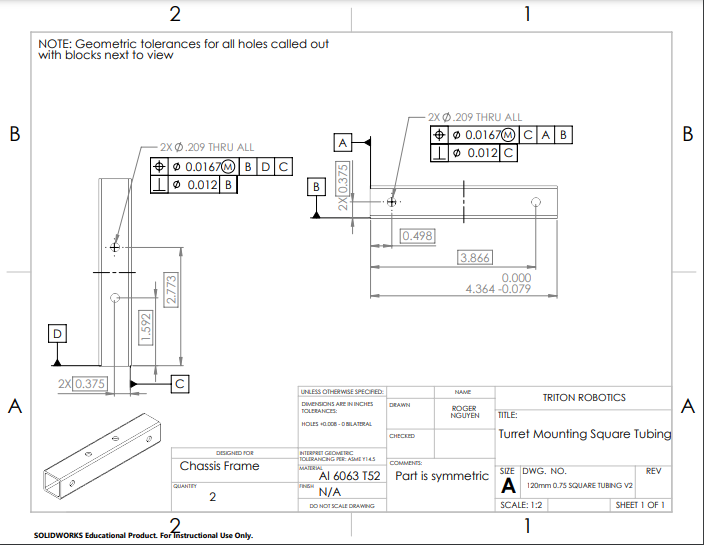 2 1
NOTE: Geometric tolerances for all holes called out
with blocks next to view
B B
2X Ø.209 THRU ALL
⌖ Ø 0.0167Ⓜ B D C
⟂ Ø 0.012 B
2.773
1.592
D
2X 0.375
C
2X Ø.209 THRU ALL
⌖ Ø 0.0167Ⓜ C A B
⟂ Ø 0.012 C
A
B
2X 0.375
0.498
3.866
0.000
4.364 -0.079
A A
UNLESS OTHERWISE SPECIFIED:
DIMENSIONS ARE IN INCHES
TOLERANCES:
HOLES +0.008 - 0 BILATERAL
INTERPRET GEOMETRIC
TOLERANCING PER: ASME Y14.5
MATERIAL
Al 6063 T52
FINISH
N/A
DO NOT SCALE DRAWING
DESIGNED FOR
Chassis Frame
QUANTITY
2
NAME
DRAWN
ROGER
NGUYEN
CHECKED
COMMENTS:
Part is symmetric
TRITON ROBOTICS
TITLE:
Turret Mounting Square Tubing
SIZE DWG. NO. REV
A 120mm 0.75 SQUARE TUBING V2
SCALE: 1:2 SHEET 1 OF 1
2 1
SOLIDWORKS Educational Product. For Instructional Use Only.